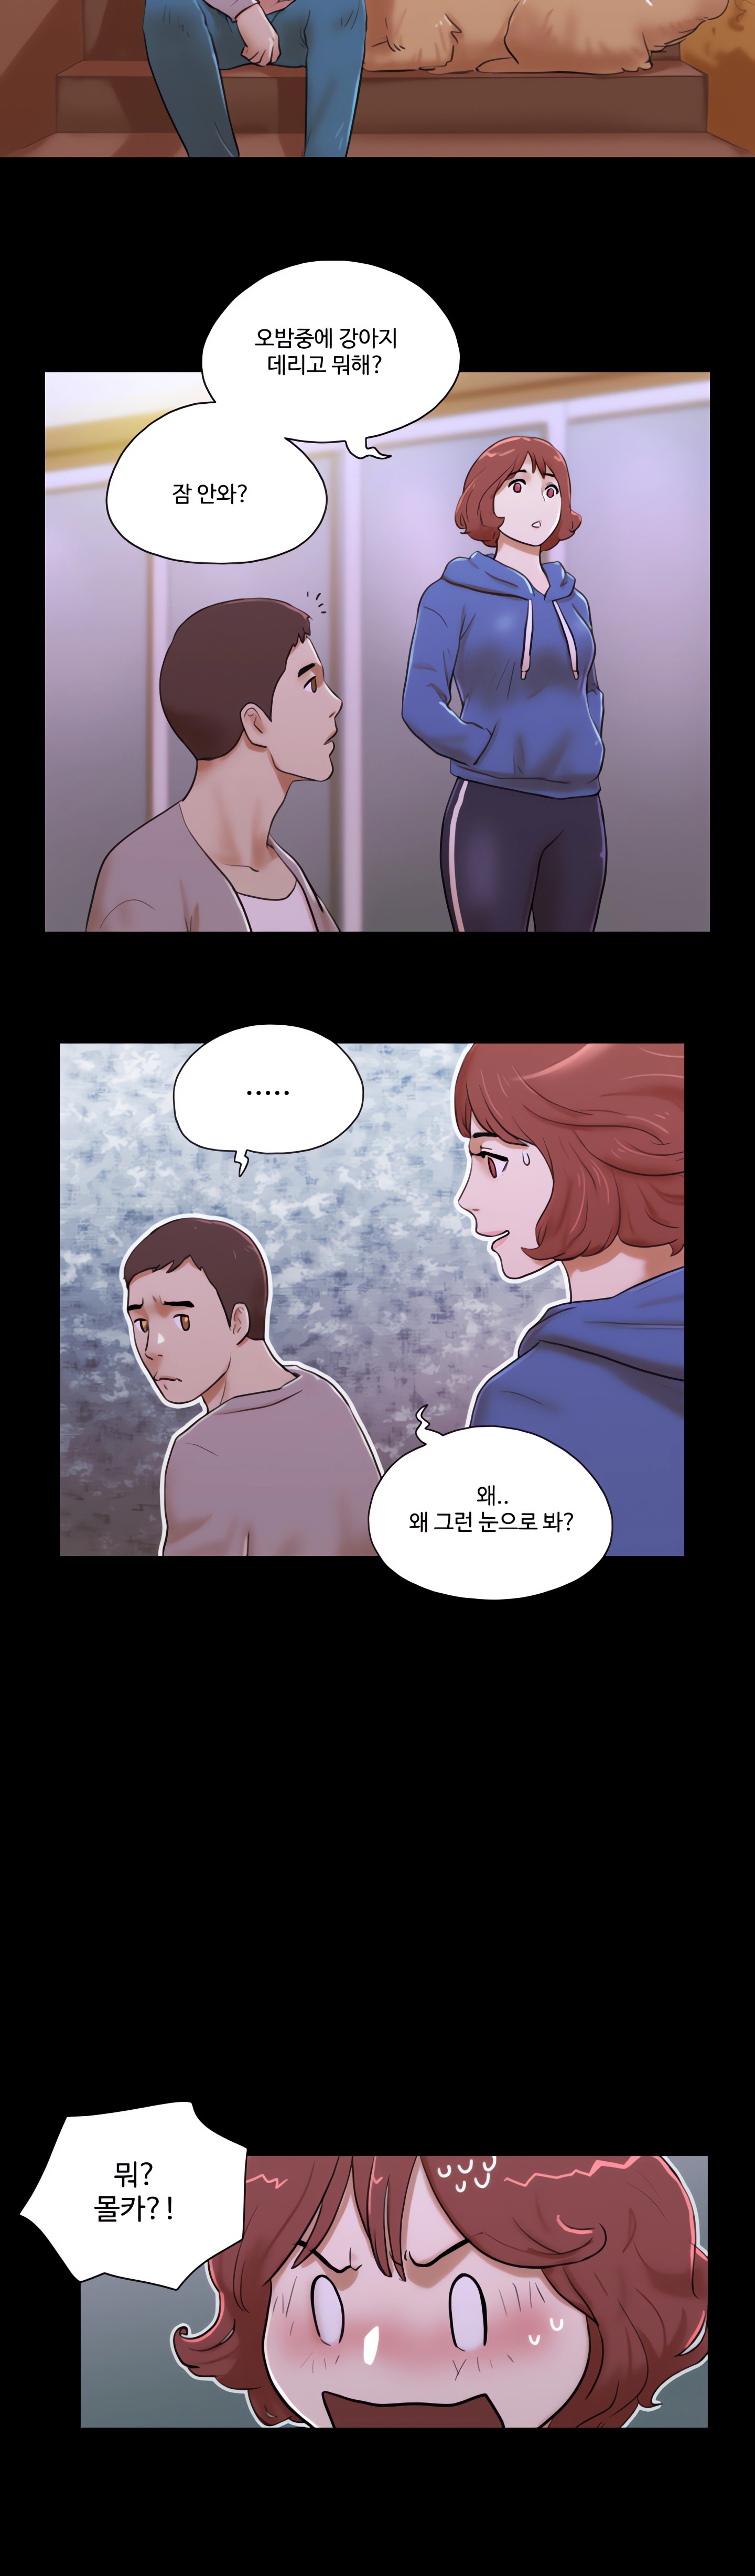 오밤중에 강아지
데리고 뭐해?
잠 안와?
.....
왜..
왜 그런 눈으로 봐?
뭐?
몰카?!